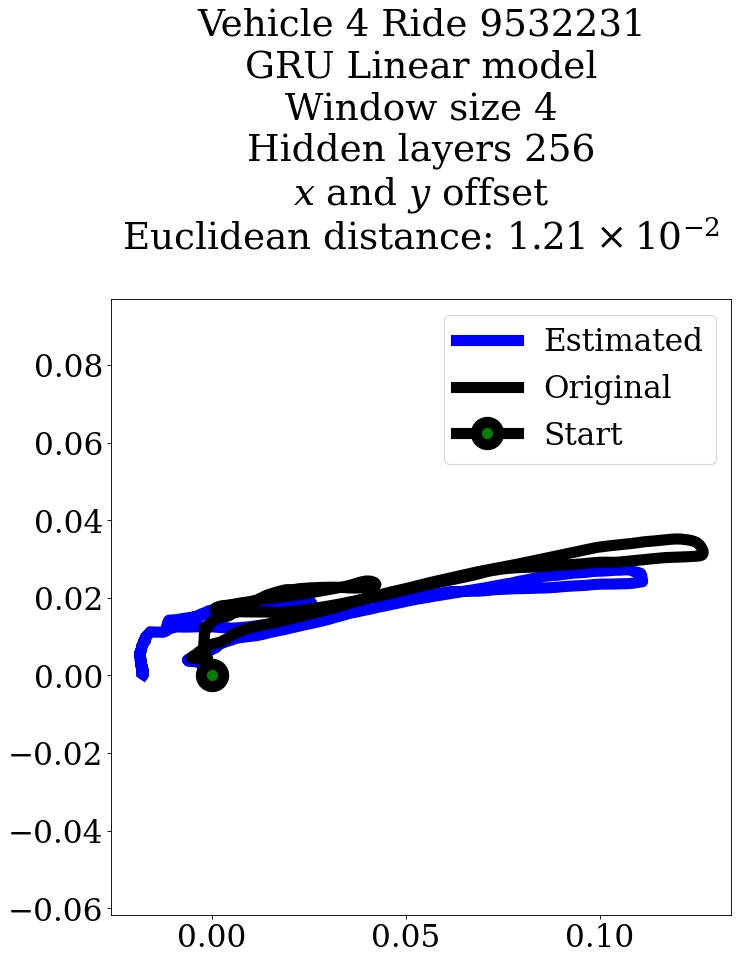 Vehicle 4 Ride 9532231
GRU Linear model
Window size 4
Hidden layers 256
x and y offset
Euclidean distance: 1.21 × 10⁻²
Estimated
Original
Start
0.08
0.06
0.04
0.02
0.00
−0.02
−0.04
−0.06
0.00 0.05 0.10